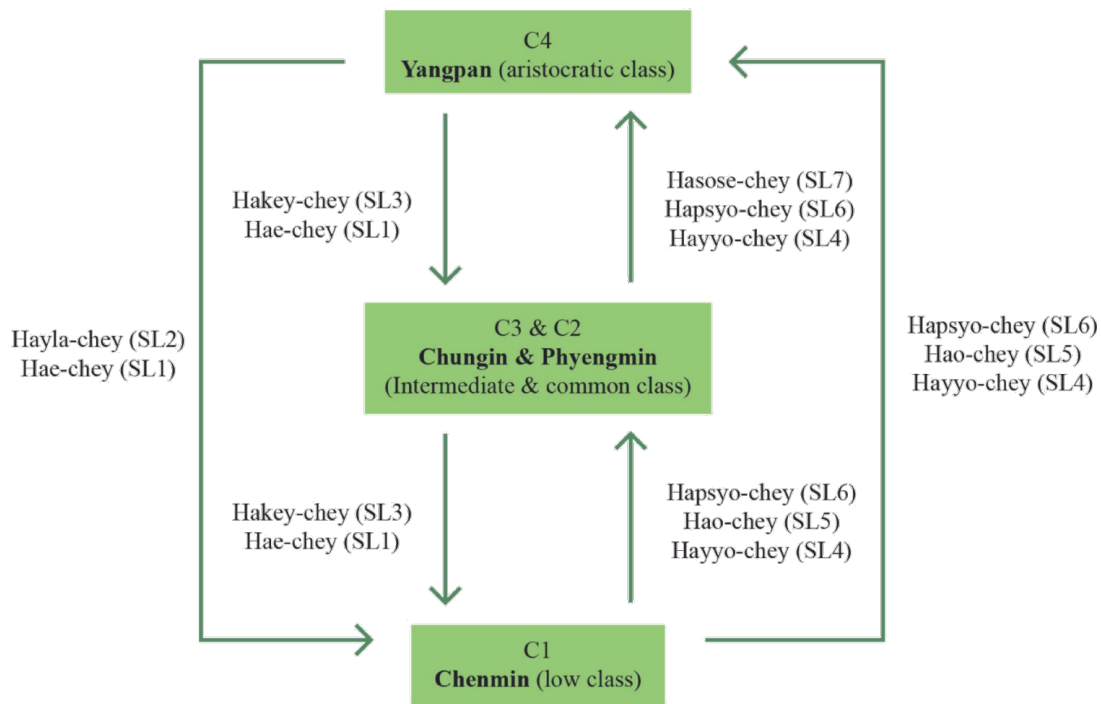 C4
Yangpan (aristocratic class)
Hakey-chey (SL3)
Hae-chey (SL1)
Hasose-chey (SL7)
Hapsyo-chey (SL6)
Hayyo-chey (SL4)
Hayla-chey (SL2)
Hae-chey (SL1)
C3 & C2
Chungin & Phyengmin
(Intermediate & common class)
Hapsyo-chey (SL6)
Hao-chey (SL5)
Hayyo-chey (SL4)
Hakey-chey (SL3)
Hae-chey (SL1)
Hapsyo-chey (SL6)
Hao-chey (SL5)
Hayyo-chey (SL4)
C1
Chenmin (low class)